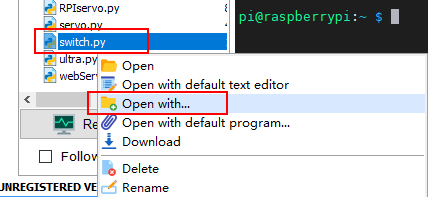 RPIservo.py
servo.py
switch.py
ultra.py
webServ
Re
Follow
UNREGISTERED VE
pi@raspberrypi:~ $
Open
Open with default text editor
Open with...
Open with default program...
Download
Delete
Rename